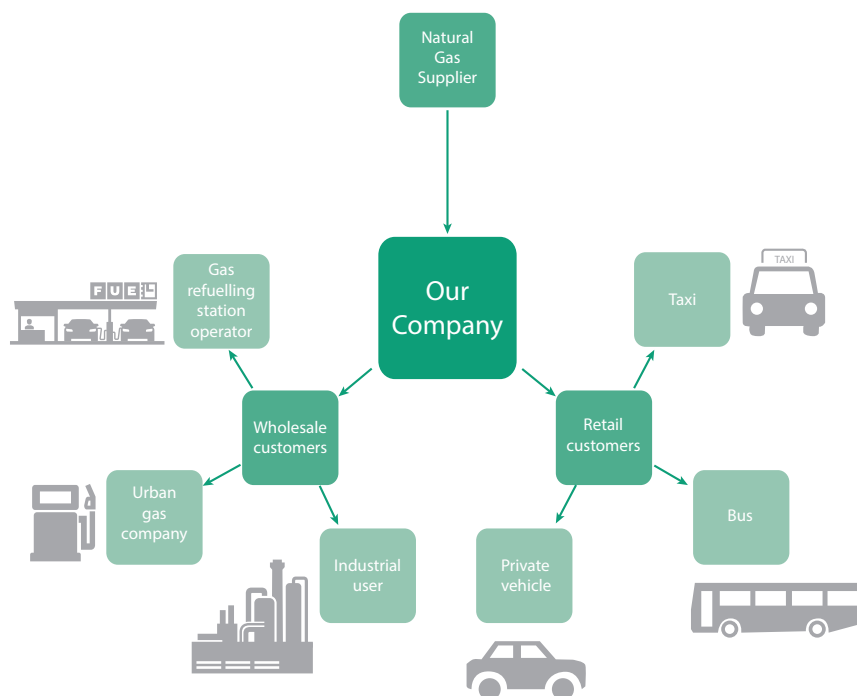 Natural
Gas
Supplier
Our
Company
Gas
refuelling
station
operator
FUEL
Taxi
TAXI
Wholesale
customers
Retail
customers
Urban
gas
company
Industrial
user
Private
vehicle
Bus